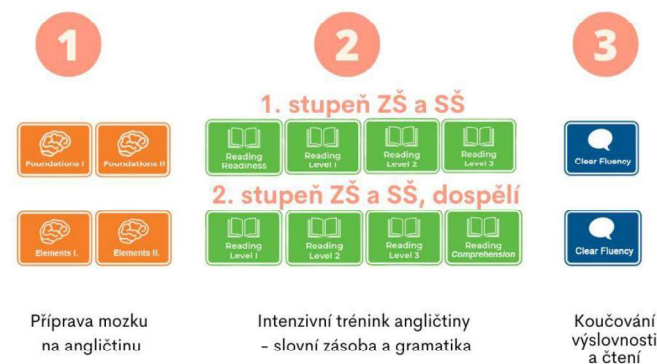 1
2
3
1. stupeň ZŠ a SŠ
Foundations I
Foundations II
Reading
Readiness
Reading
Level I
Reading
Level 2
Reading
Level 3
Clear Fluency
2. stupeň ZŠ a SŠ, dospělí
Elements I.
Elements II.
Reading
Level I
Reading
Level 2
Reading
Level 3
Reading
Comprehension
Clear Fluency
Příprava mozku
na angličtinu
Intenzivní trénink angličtiny
- slovní zásoba a gramatika
Koučování
výslovnosti
a čtení